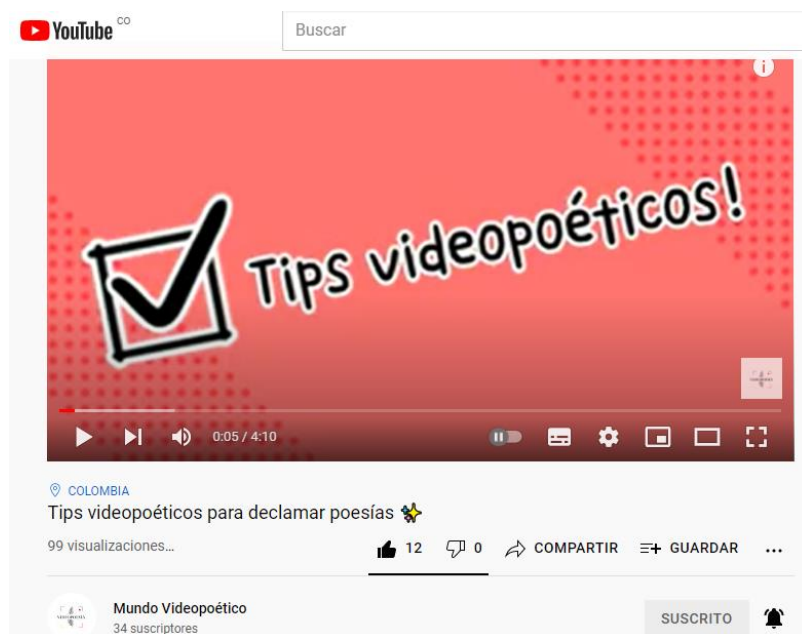 YouTube CO
Buscar
Tips videopoéticos!
0:05 / 4:10
COLOMBIA
Tips videopoéticos para declamar poesías
99 visualizaciones...
12
0
COMPARTIR
GUARDAR
...
Mundo Videopoético
SUSCRITO
34 suscriptores